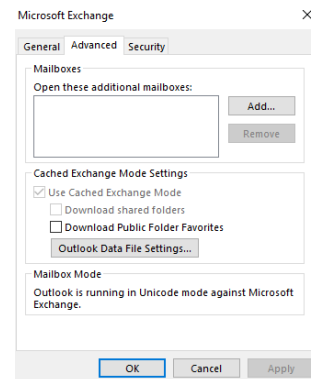 Microsoft Exchange
General Advanced Security
Mailboxes
Open these additional mailboxes:
Add...
Remove
Cached Exchange Mode Settings
Use Cached Exchange Mode
Download shared folders
Download Public Folder Favorites
Outlook Data File Settings...
Mailbox Mode
Outlook is running in Unicode mode against Microsoft
Exchange.
OK Cancel Apply